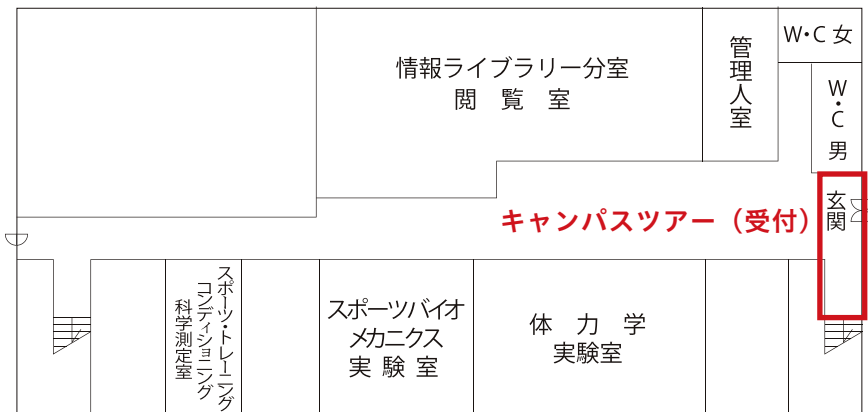 情報ライブラリー分室
閲覧室
管理人室
W・C 女
W・C 男
玄関
キャンパスツアー（受付）
スポーツ・トレーニング
コンディショニング
科学測定室
スポーツバイオ
メカニクス
実験室
体力学
実験室